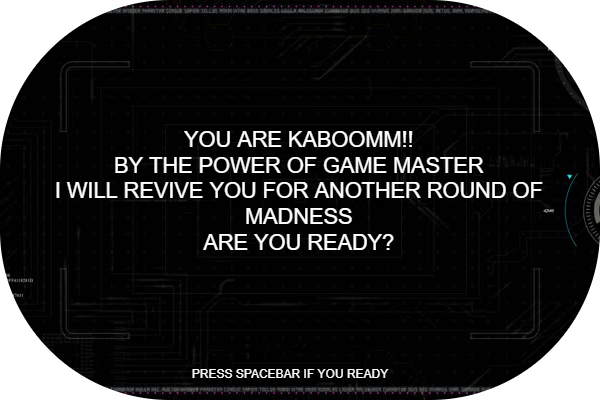 YOU ARE KABOOMM!!
BY THE POWER OF GAME MASTER
I WILL REVIVE YOU FOR ANOTHER ROUND OF
MADNESS
ARE YOU READY?
PRESS SPACEBAR IF YOU READY